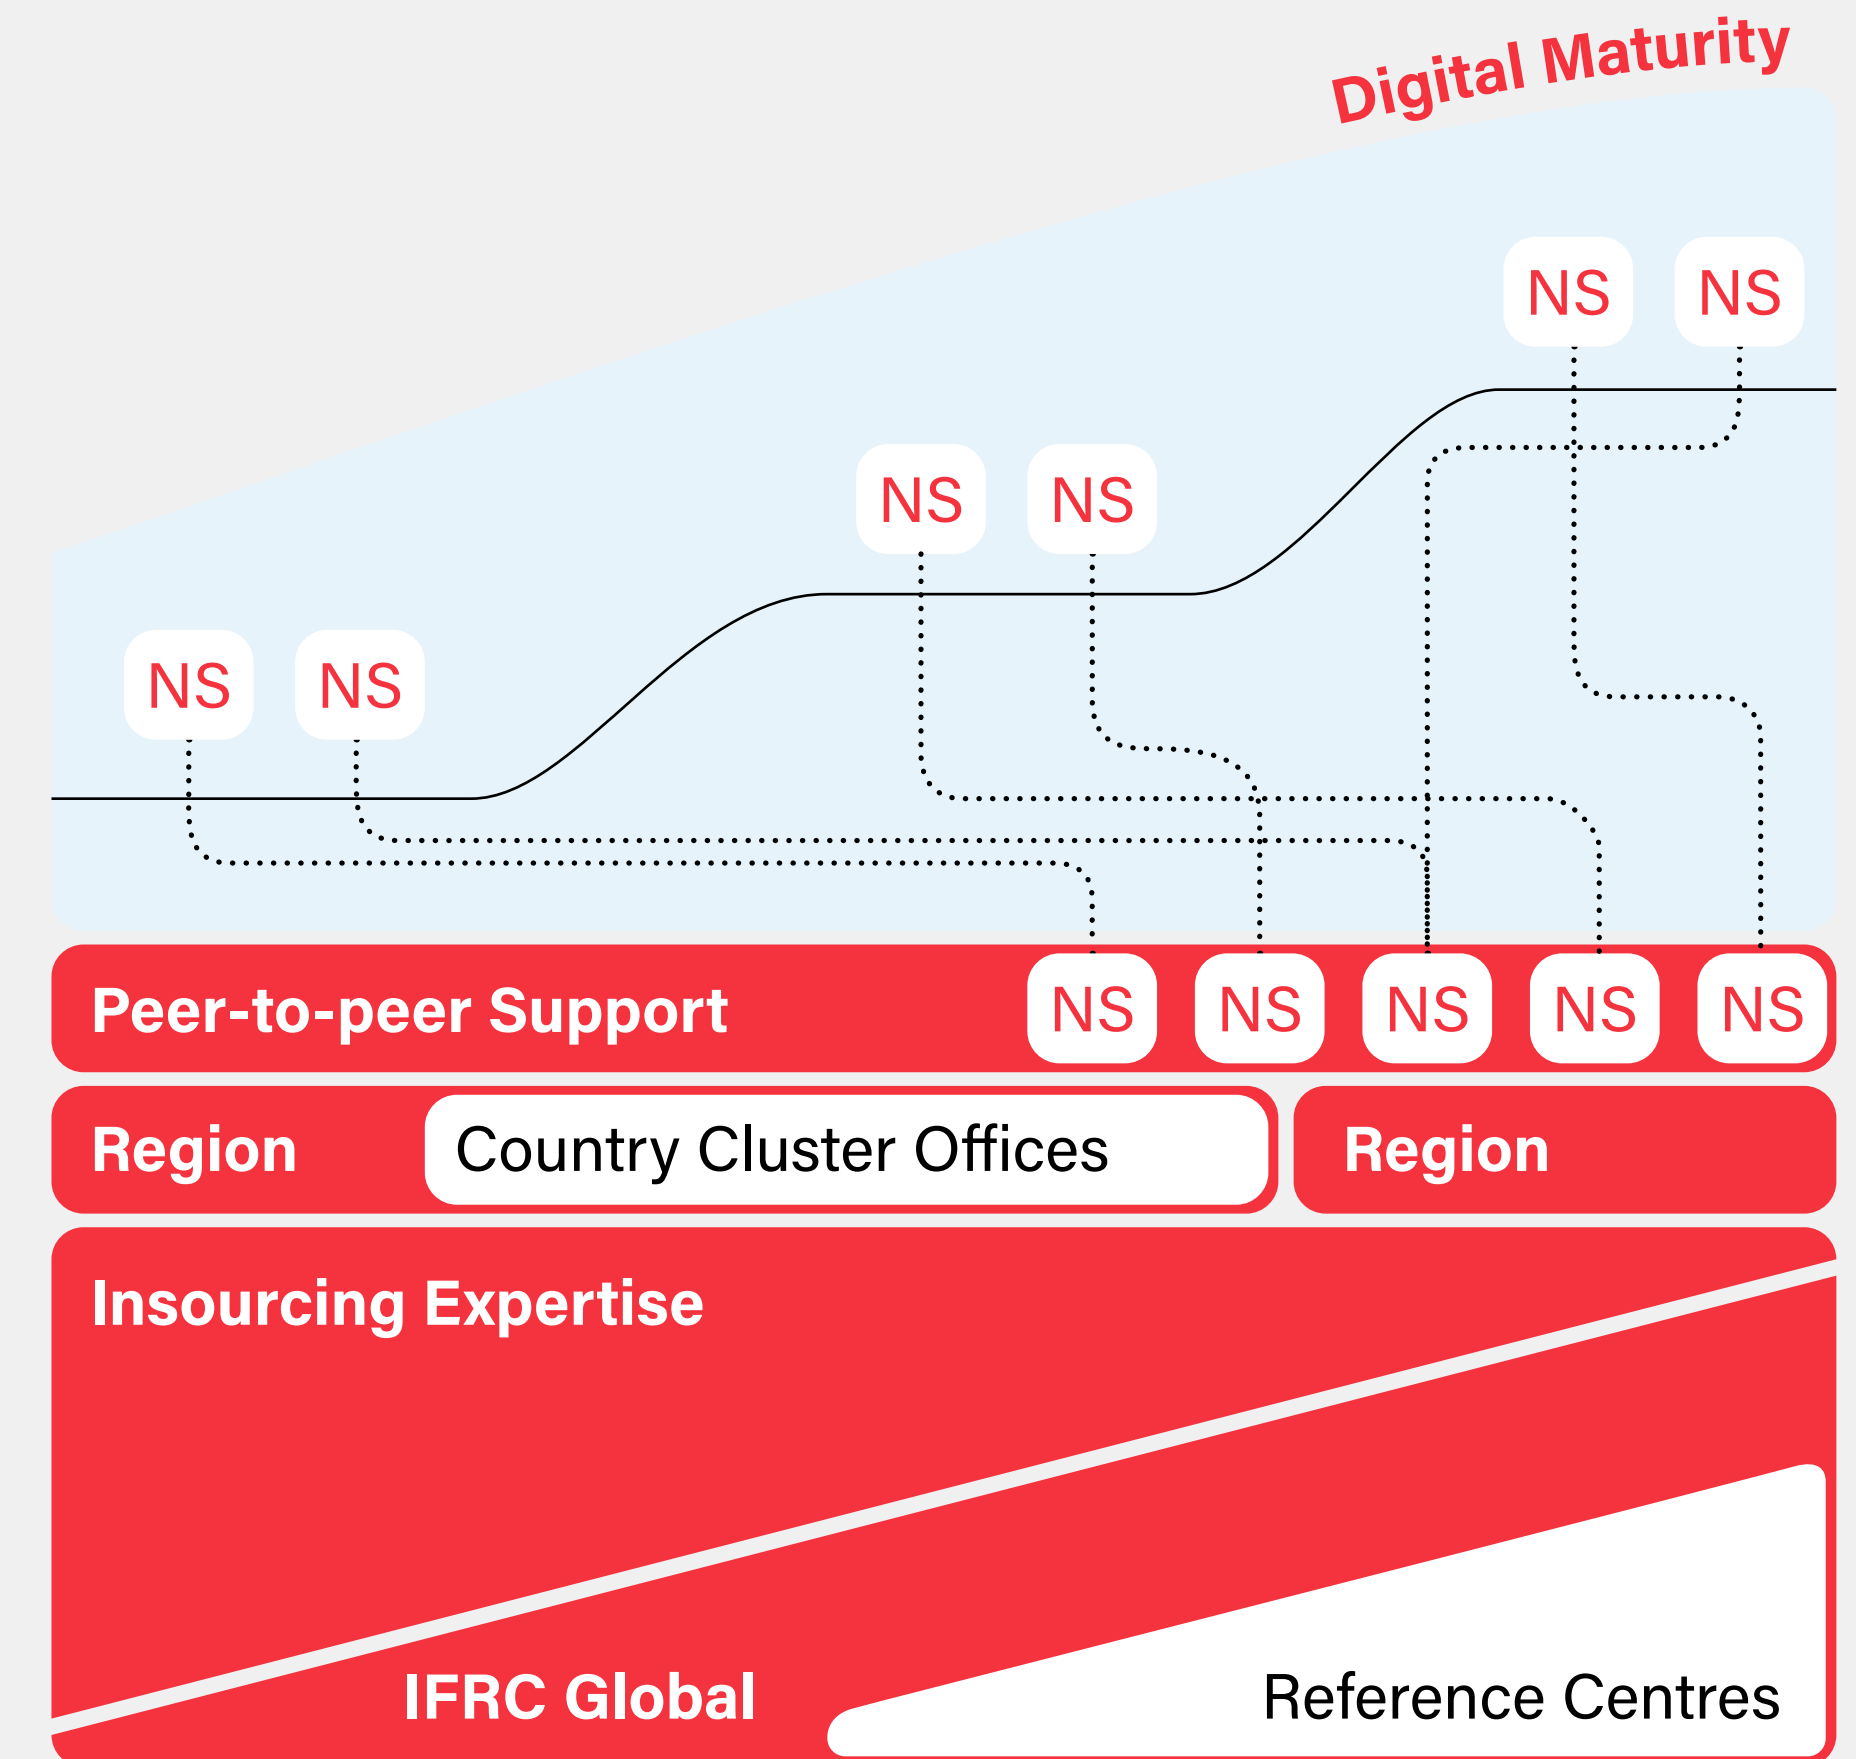 Digital Maturity
NS NS
NS NS
NS NS
Peer-to-peer Support NS NS NS NS NS
Region Country Cluster Offices Region
Insourcing Expertise
IFRC Global Reference Centres